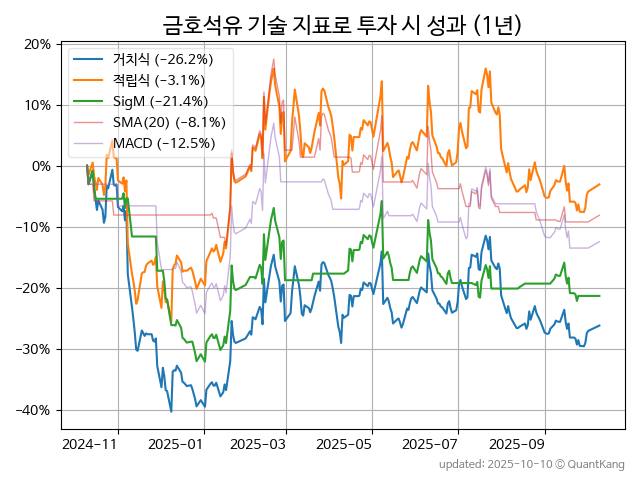 금호석유 기술 지표로 투자 시 성과 (1년)
거치식 (−26.2%)
적립식 (−3.1%)
SigM (−21.4%)
SMA(20) (−8.1%)
MACD (−12.5%)
20%
10%
0%
−10%
−20%
−30%
−40%
2024-11
2025-01
2025-03
2025-05
2025-07
2025-09
updated: 2025-10-10 © QuantKang